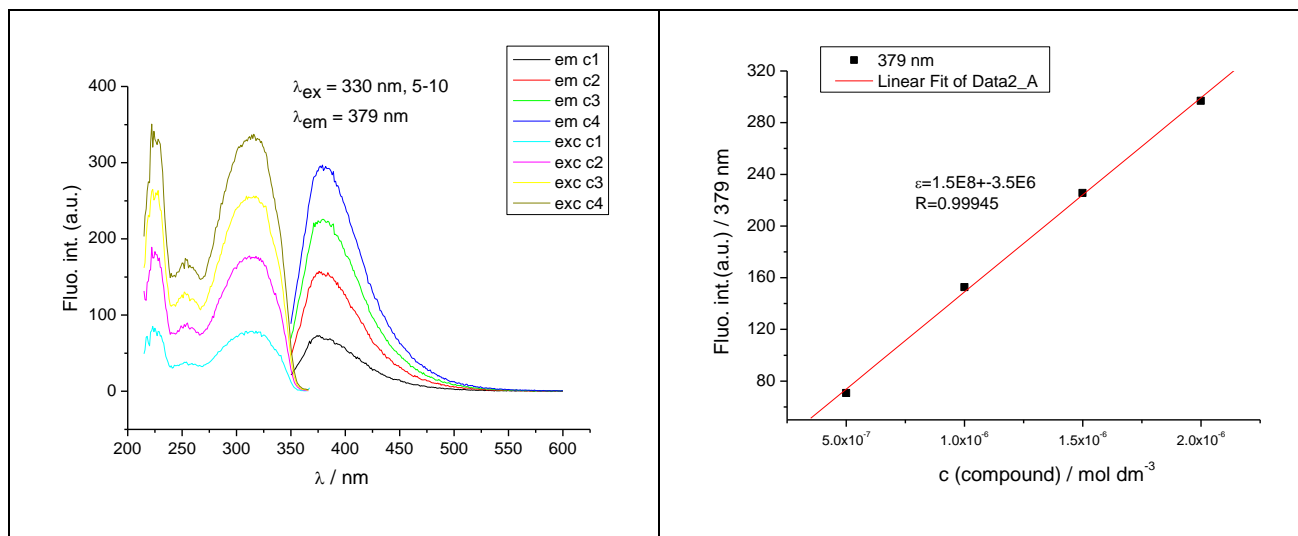 em c1
em c2
em c3
em c4
exc c1
exc c2
exc c3
exc c4
λex = 330 nm, 5-10
λem = 379 nm
400
300
200
100
0
Fluo. int. (a.u.)
200 250 300 350 400 450 500 550 600
λ / nm
379 nm
Linear Fit of Data2_A
320
280
240
200
160
120
80
ε=1.5E8+-3.5E6
R=0.99945
Fluo. int.(a.u.) / 379 nm
5.0x10⁻⁷ 1.0x10⁻⁶ 1.5x10⁻⁶ 2.0x10⁻⁶
c (compound) / mol dm⁻³